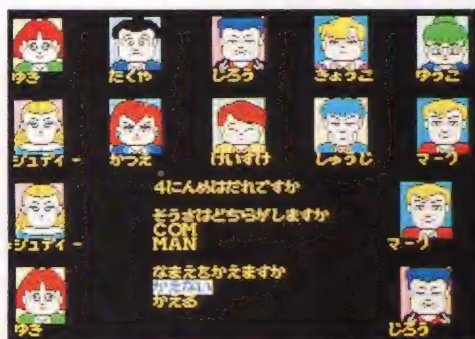 ゆき たくや じろう きょうこ ゆうこ
ジュディー かつえ けいすけ しゅうじ マーク
4にんめはだれですか
そうさはどちらがしますか
COM
MAN
ジュディー マーク
なまえをかえますか
かえない
かえる
ゆき じろう